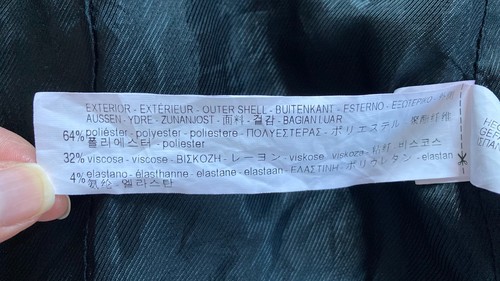 EXTERIOR - EXTÉRIEUR - OUTER SHELL - BUITENKANT - ESTERNO - ΕΞΩΤΕΡΙΚΟ
AUSSEN - YDRE - ZUNANJOST - 面料 - 겉감 - BAGIAN LUAR
64% poliéster - polyester - poliestere - ΠΟΛΥΕΣΤΕΡΑΣ - ポリエステル - 聚酯纤维
폴리에스터 - poliester
32% viscosa - viscose - ΒΙΣΚΟΖΗ - レーヨン - viskose - viskoza - 粘纤 - 비스코스
4% elastano - élasthanne - elastane - elastaan - ΕΛΑΣΤΙΝΗ - ポリウレタン - elastan
氨纶 - 엘라스탄